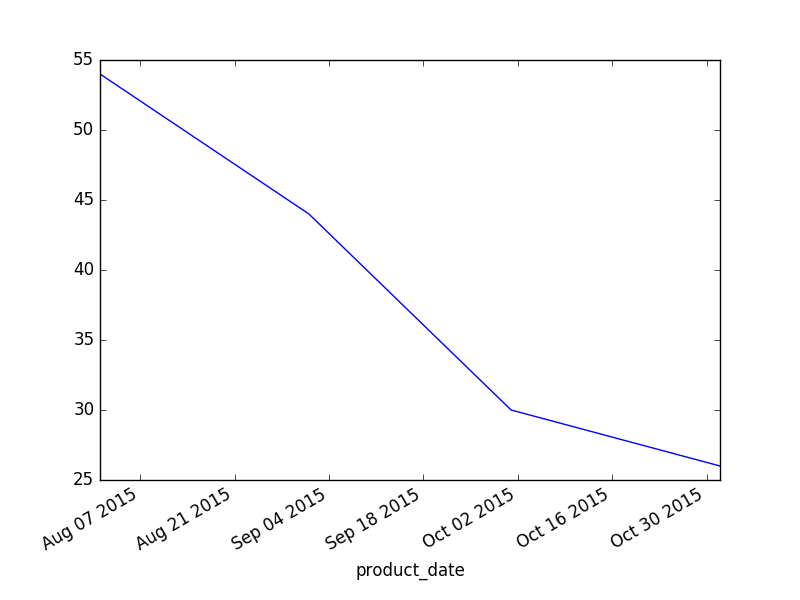 55
50
45
40
35
30
25
Aug 07 2015
Aug 21 2015
Sep 04 2015
Sep 18 2015
Oct 02 2015
Oct 16 2015
Oct 30 2015
product_date